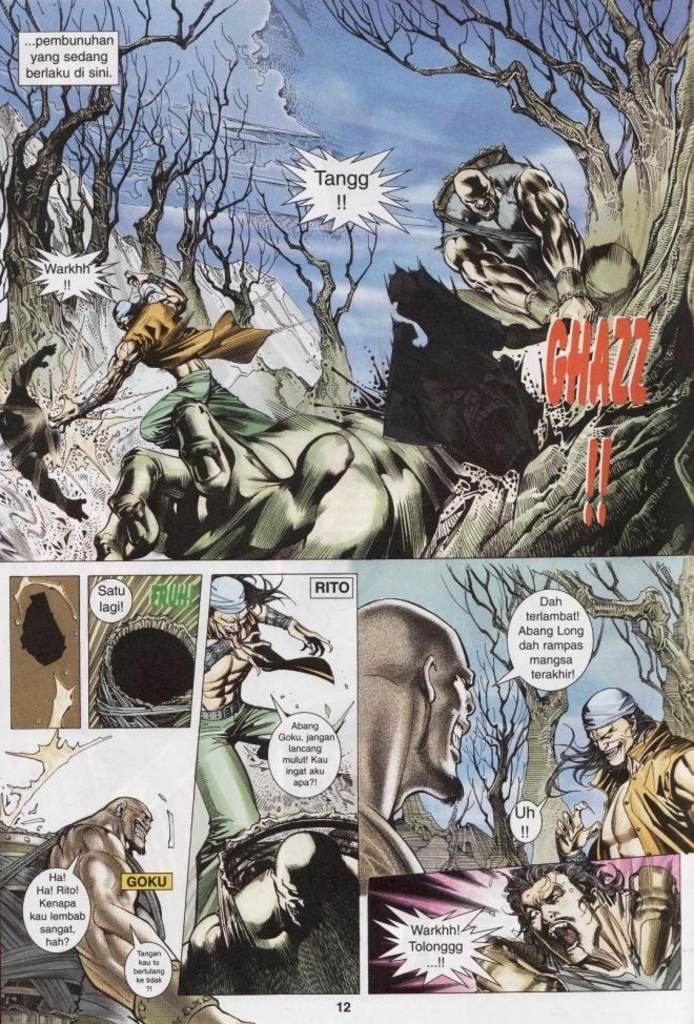 ...pembunuhan
yang sedang
berlaku di sini.
Tangg
!!
Warkhh
!!
GHAZZ
!!
Satu
lagi!
RITO
Abang
Goku, jangan
lancang
mulut! Kau
ingat aku
apa?!
Ha!
Ha! Rito!
Kenapa
kau lembab
sangat,
hah?
GOKU
Tangan
kau tu
bertulang
ke tidak
?!
Dah
terlambat!
Abang Long
dah rampas
mangsa
terakhir!
Uh
!!
Warkhh!
Tolonggg
...!!
12